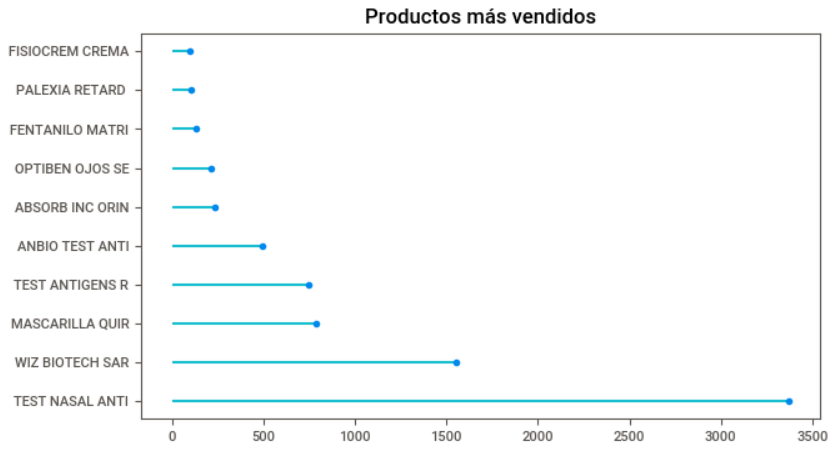 Productos más vendidos
FISIOCREM CREMA
PALEXIA RETARD
FENTANILO MATRI
OPTIBEN OJOS SE
ABSORB INC ORIN
ANBIO TEST ANTI
TEST ANTIGENS R
MASCARILLA QUIR
WIZ BIOTECH SAR
TEST NASAL ANTI
0 500 1000 1500 2000 2500 3000 3500